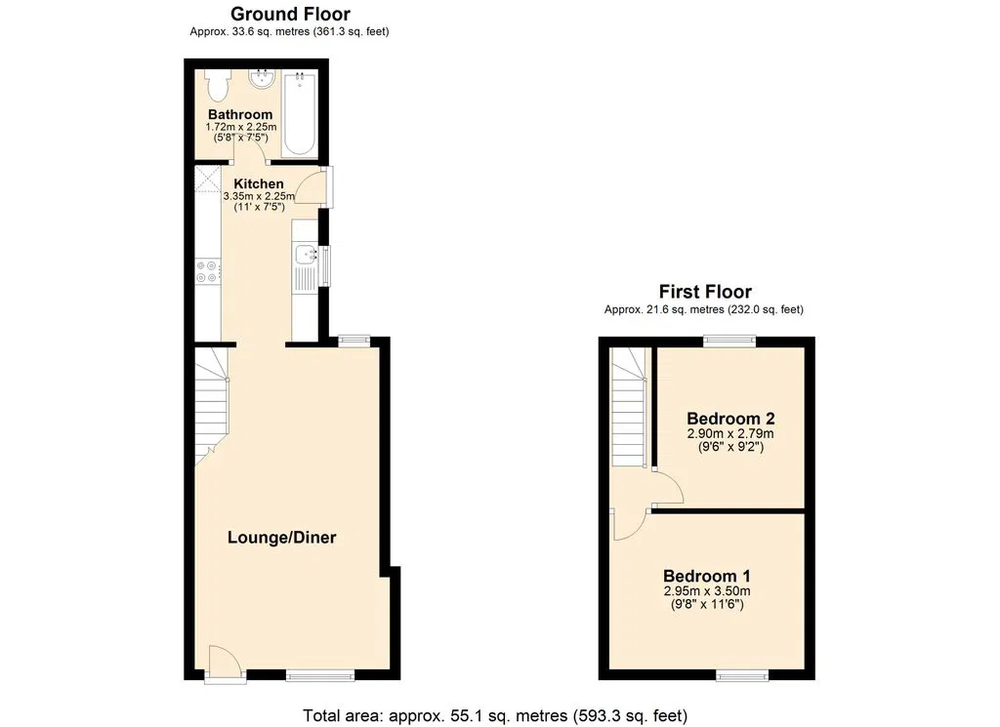 Ground Floor
Approx. 33.6 sq. metres (361.3 sq. feet)
Bathroom
1.72m x 2.25m
(5'8" x 7'5")
Kitchen
3.35m x 2.25m
(11' x 7'5")
Lounge/Diner
First Floor
Approx. 21.6 sq. metres (232.0 sq. feet)
Bedroom 2
2.90m x 2.79m
(9'6" x 9'2")
Bedroom 1
2.95m x 3.50m
(9'8" x 11'6")
Total area: approx. 55.1 sq. metres (593.3 sq. feet)